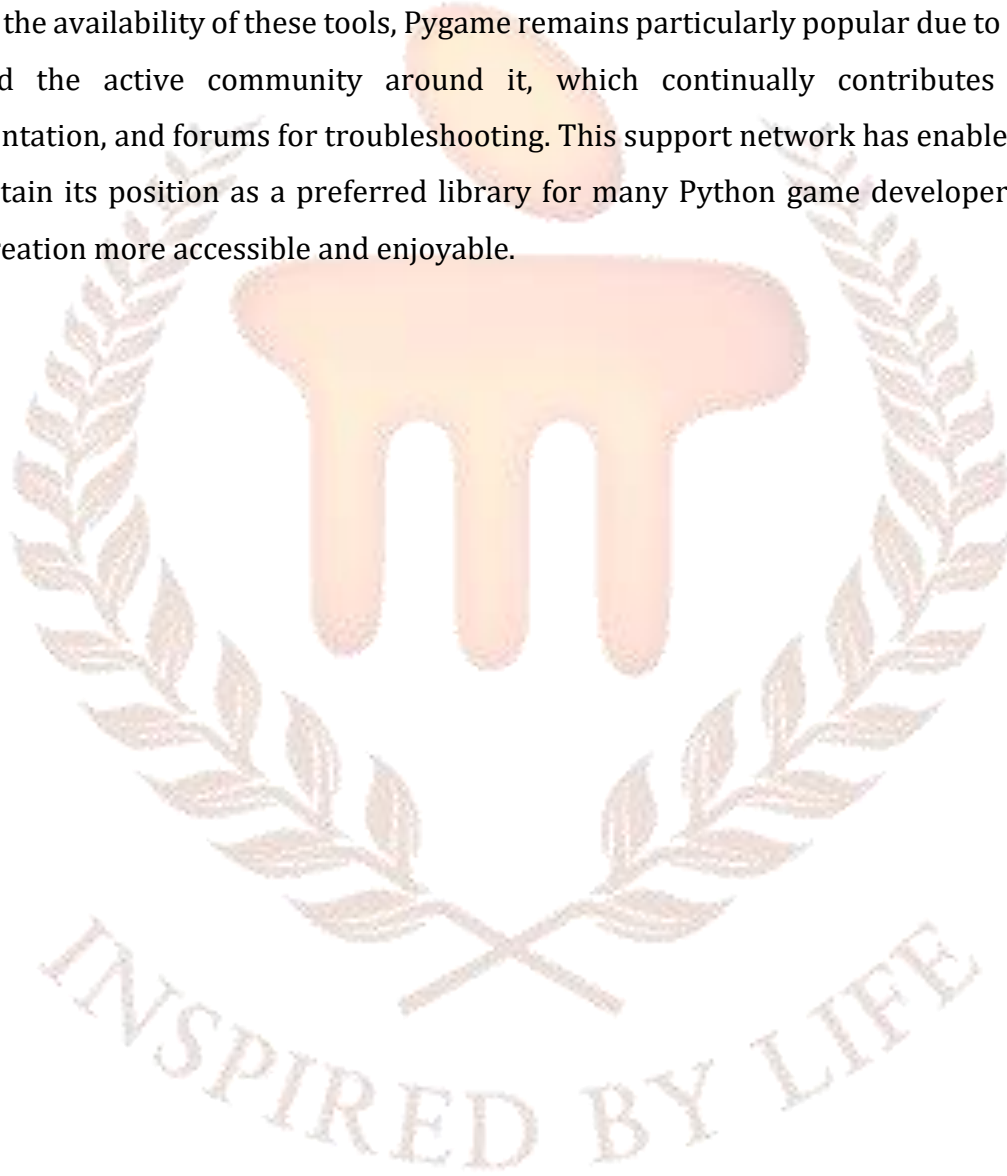 the availability of these tools, Pygame remains particularly popular due to
d the active community around it, which continually contributes
ntation, and forums for troubleshooting. This support network has enable
tain its position as a preferred library for many Python game developer
reation more accessible and enjoyable.
INSPIRED BY LIFE